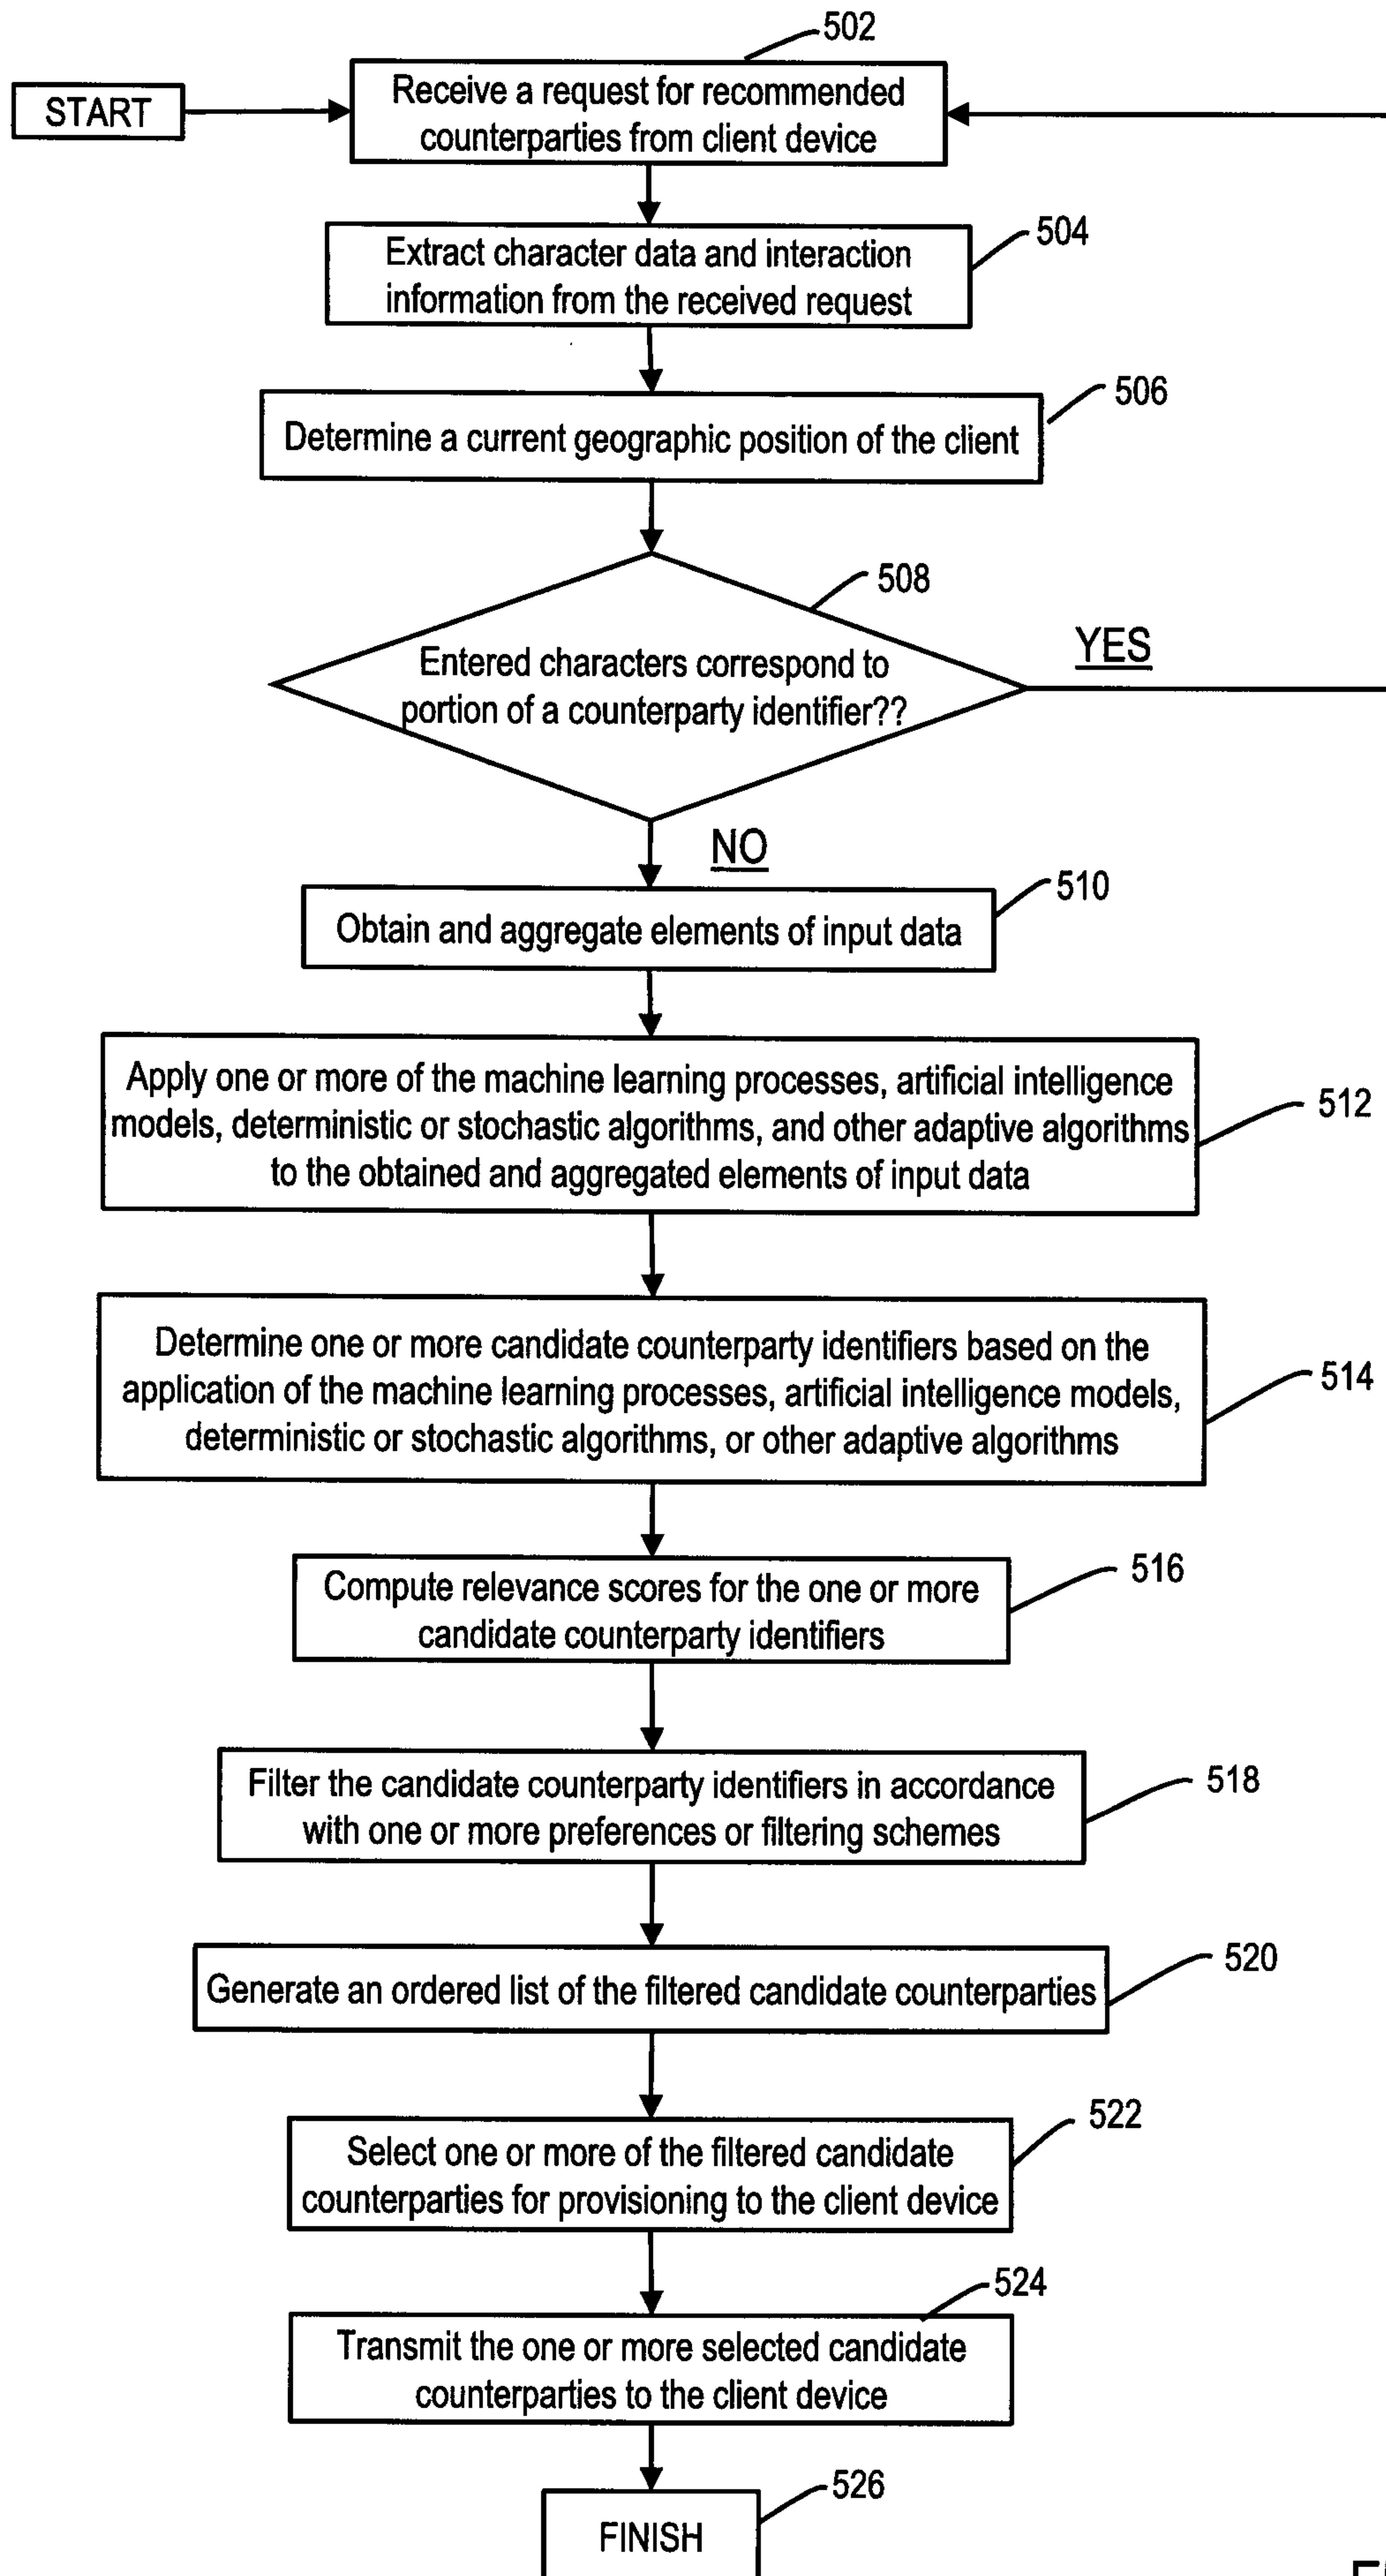 502
START
Receive a request for recommended
counterparties from client device
504
Extract character data and interaction
information from the received request
506
Determine a current geographic position of the client
508
Entered characters correspond to
portion of a counterparty identifier??
YES
NO
510
Obtain and aggregate elements of input data
512
Apply one or more of the machine learning processes, artificial intelligence
models, deterministic or stochastic algorithms, and other adaptive algorithms
to the obtained and aggregated elements of input data
514
Determine one or more candidate counterparty identifiers based on the
application of the machine learning processes, artificial intelligence models,
deterministic or stochastic algorithms, or other adaptive algorithms
516
Compute relevance scores for the one or more
candidate counterparty identifiers
518
Filter the candidate counterparty identifiers in accordance
with one or more preferences or filtering schemes
520
Generate an ordered list of the filtered candidate counterparties
522
Select one or more of the filtered candidate
counterparties for provisioning to the client device
524
Transmit the one or more selected candidate
counterparties to the client device
526
FINISH